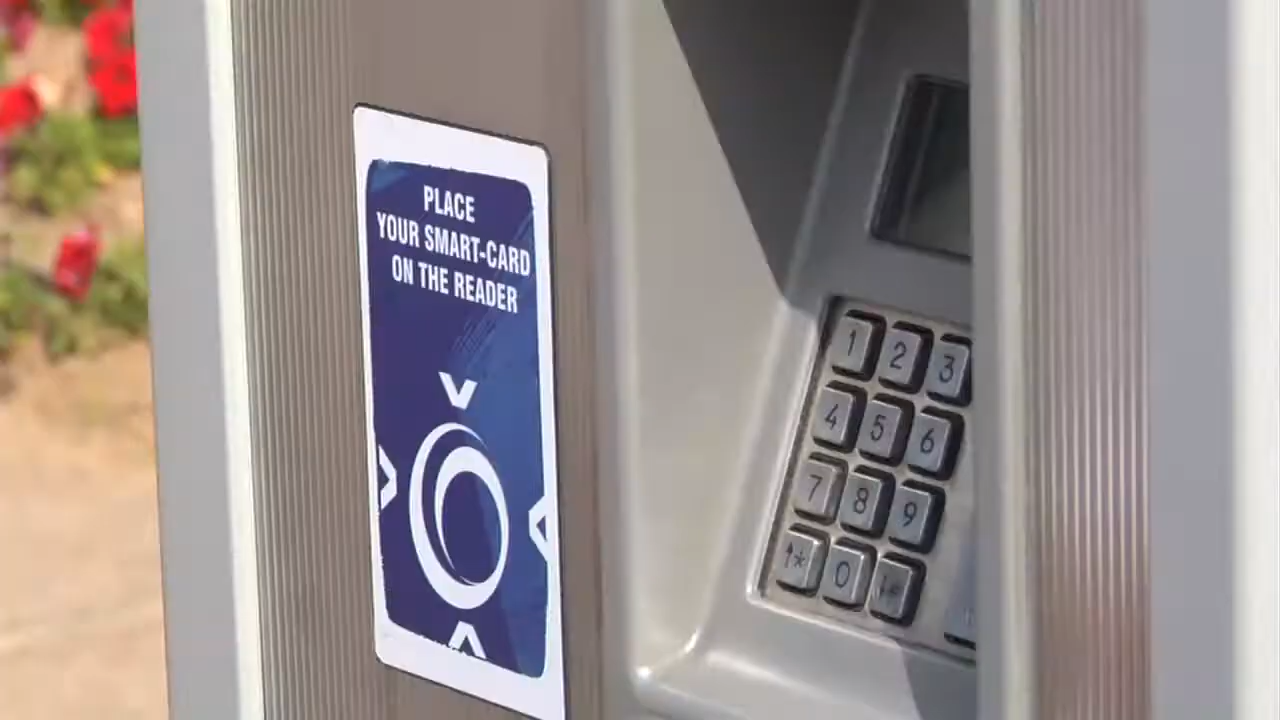 PLACE
YOUR SMART-CARD
ON THE READER
1 2 3
4 5 6
7 8 9
* 0 #